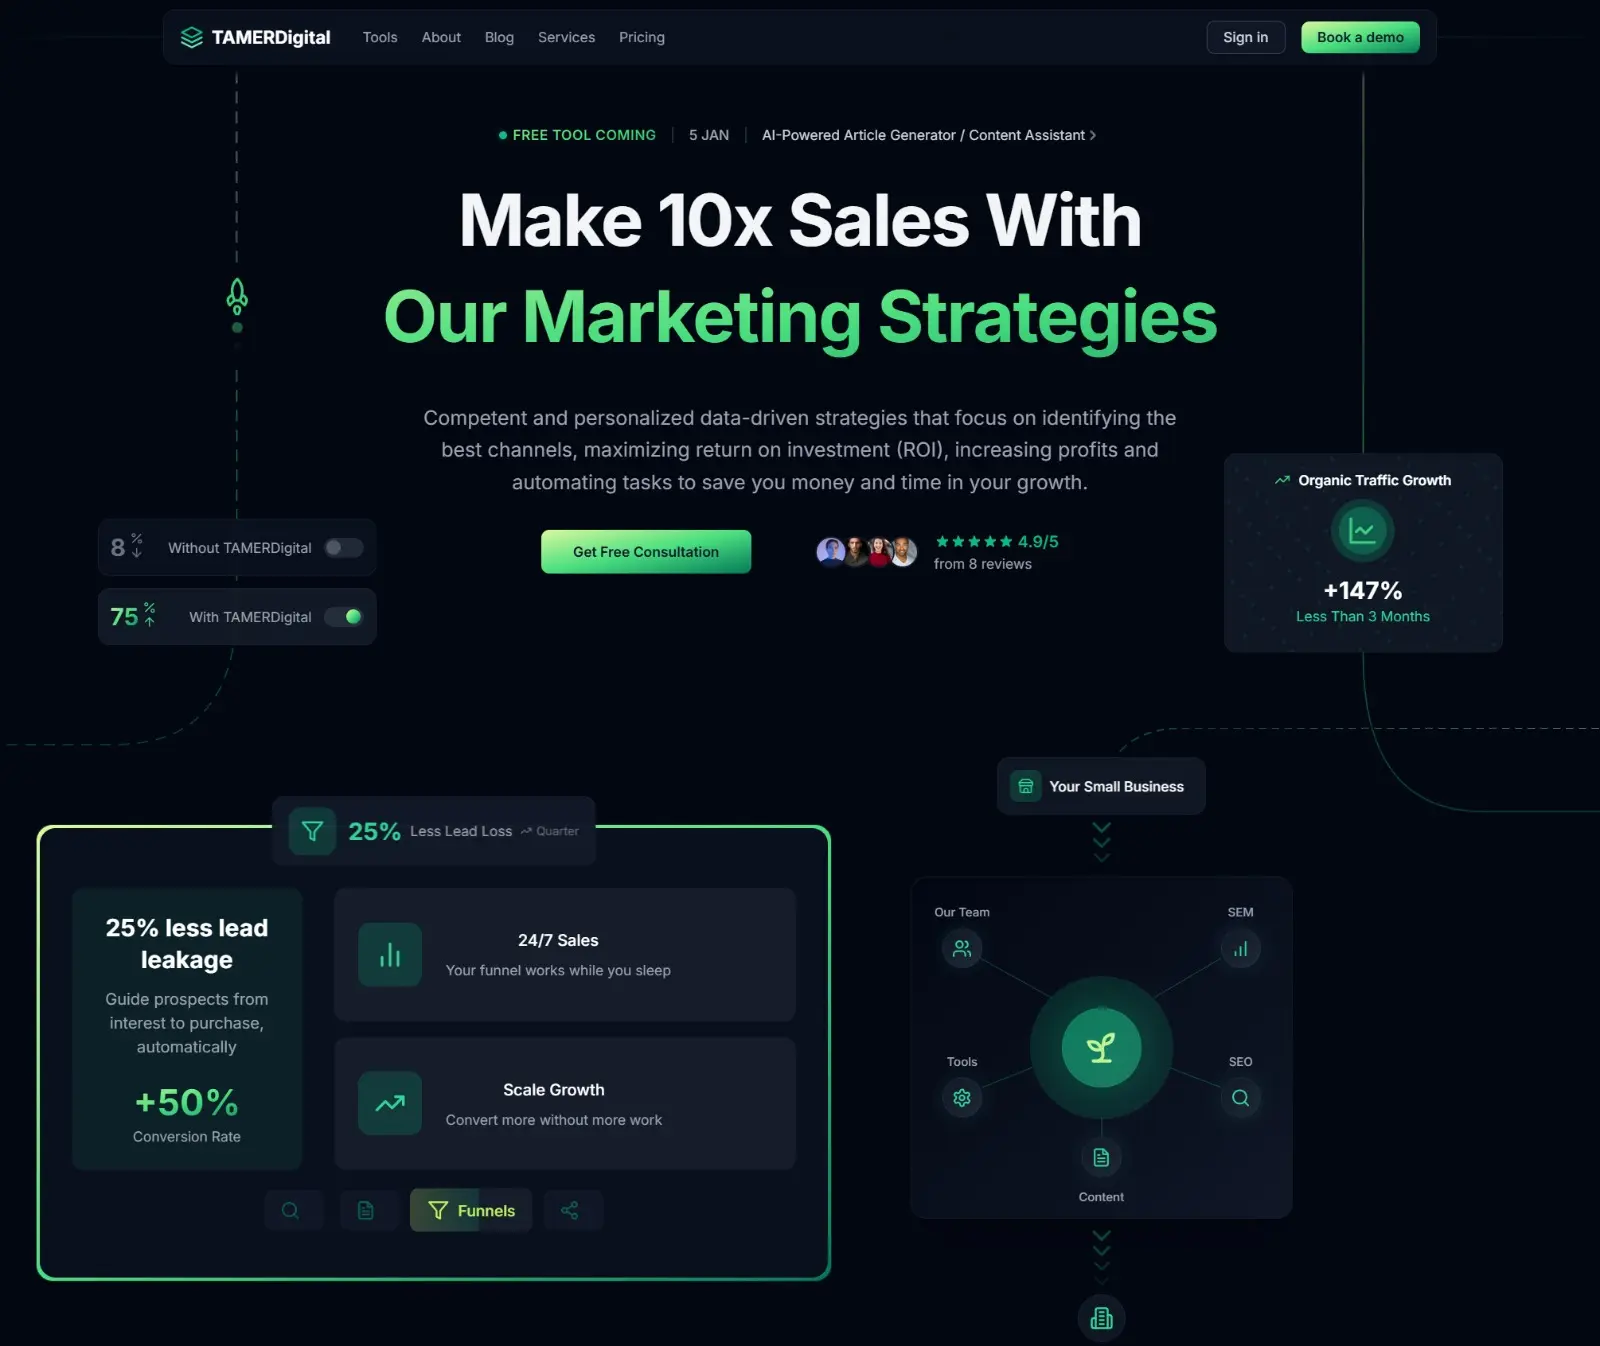 TAMERDigital
Tools
About
Blog
Services
Pricing
Sign in
Book a demo
FREE TOOL COMING
5 JAN
AI-Powered Article Generator / Content Assistant
Make 10x Sales With
Our Marketing Strategies
Competent and personalized data-driven strategies that focus on identifying the
best channels, maximizing return on investment (ROI), increasing profits and
automating tasks to save you money and time in your growth.
Get Free Consultation
4.9/5
from 8 reviews
8 %
Without TAMERDigital
75 %
With TAMERDigital
Organic Traffic Growth
+147%
Less Than 3 Months
25% Less Lead Loss Quarter
25% less lead
leakage
Guide prospects from
interest to purchase,
automatically
+50%
Conversion Rate
24/7 Sales
Your funnel works while you sleep
Scale Growth
Convert more without more work
Funnels
Your Small Business
Our Team
SEM
Tools
SEO
Content